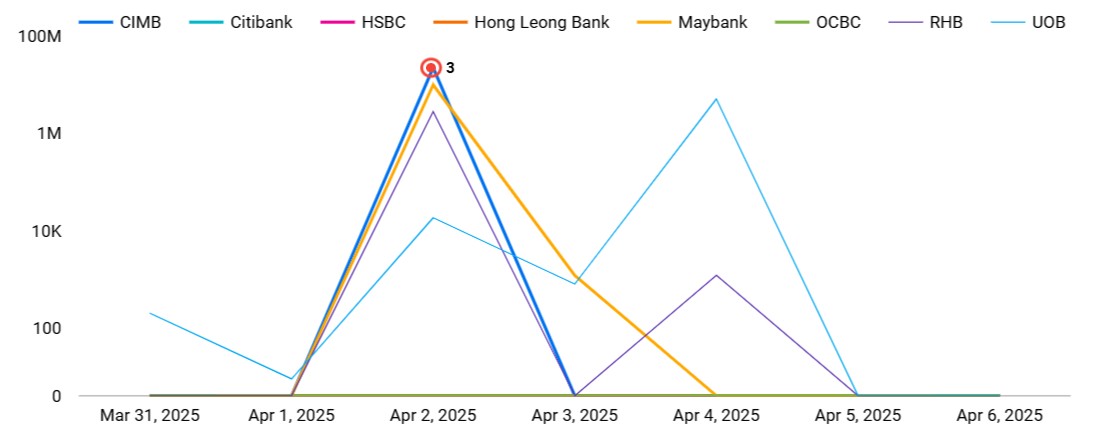 CIMB Citibank HSBC Hong Leong Bank Maybank OCBC RHB UOB
100M
3
1M
10K
100
0
Mar 31, 2025 Apr 1, 2025 Apr 2, 2025 Apr 3, 2025 Apr 4, 2025 Apr 5, 2025 Apr 6, 2025